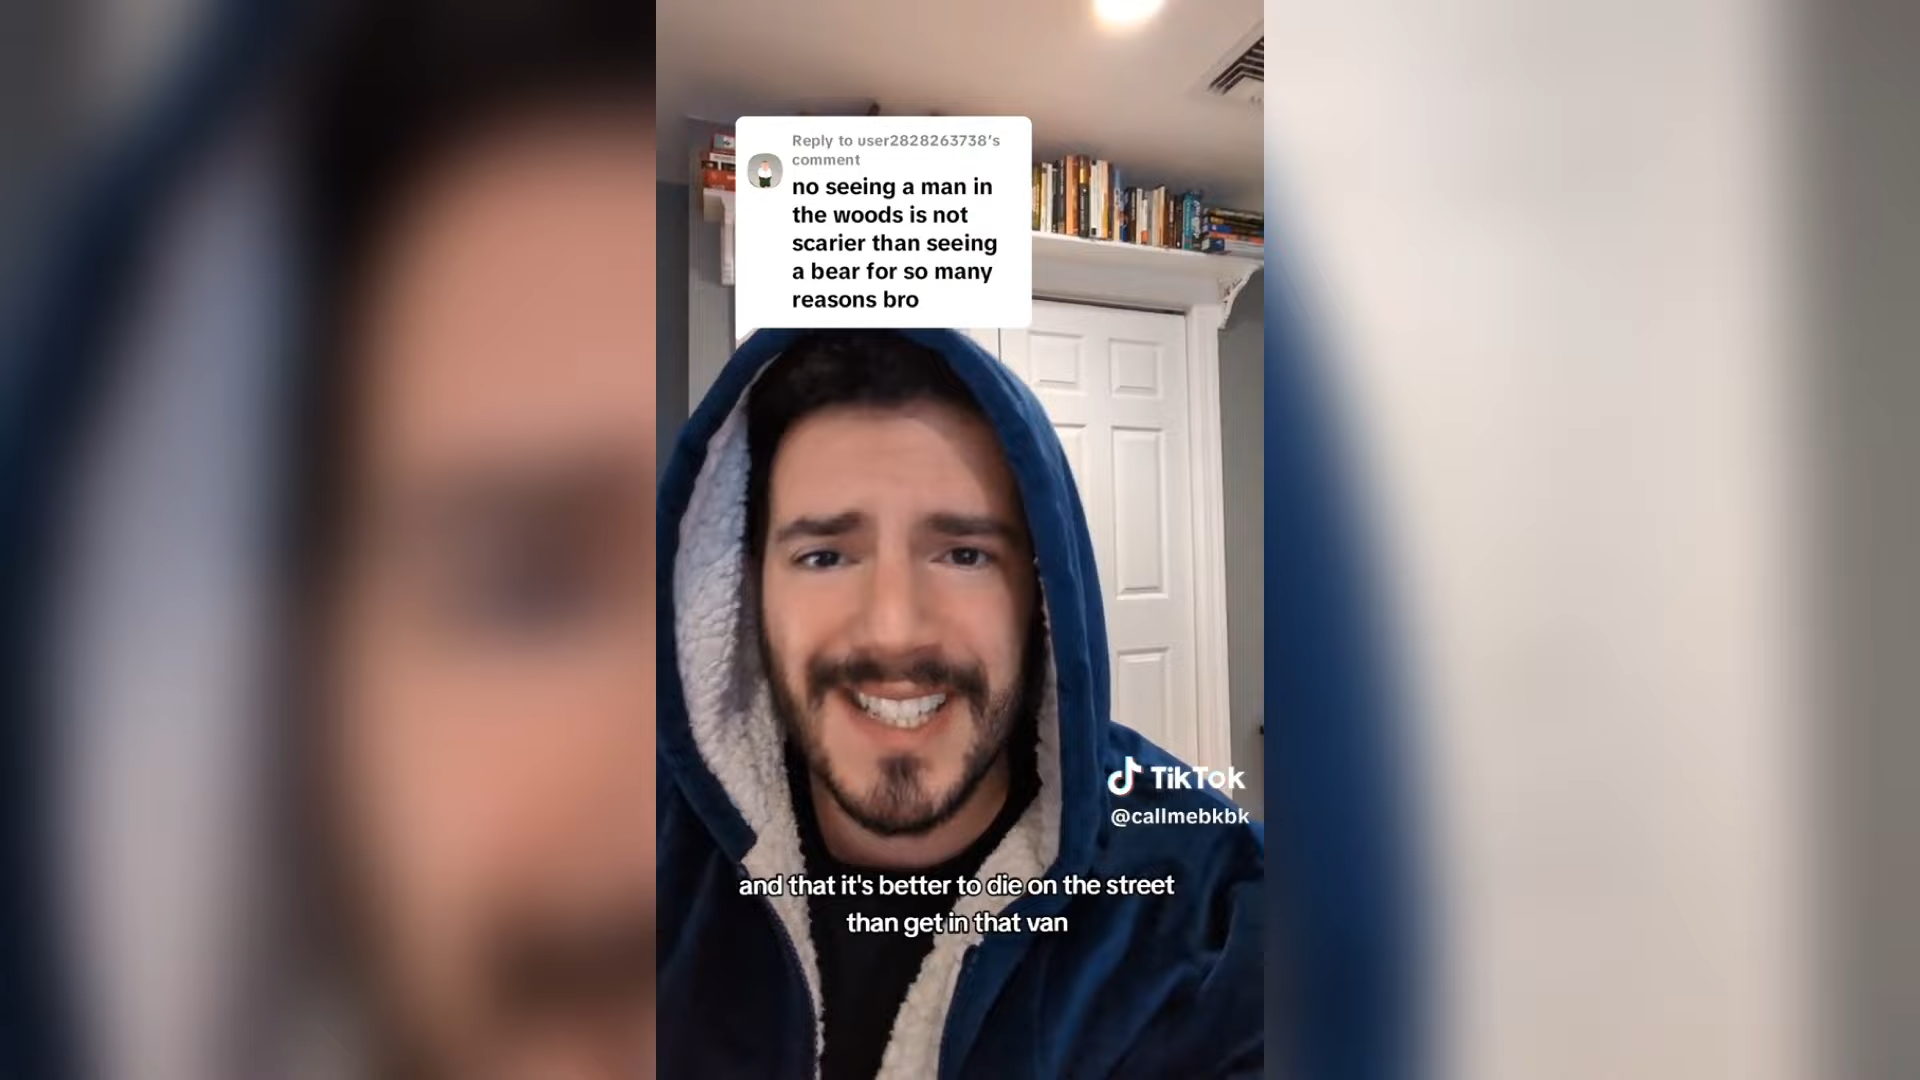 Reply to user2828263738's
comment
no seeing a man in
the woods is not
scarier than seeing
a bear for so many
reasons bro
TikTok
@callmebkbk
and that it's better to die on the street
than get in that van